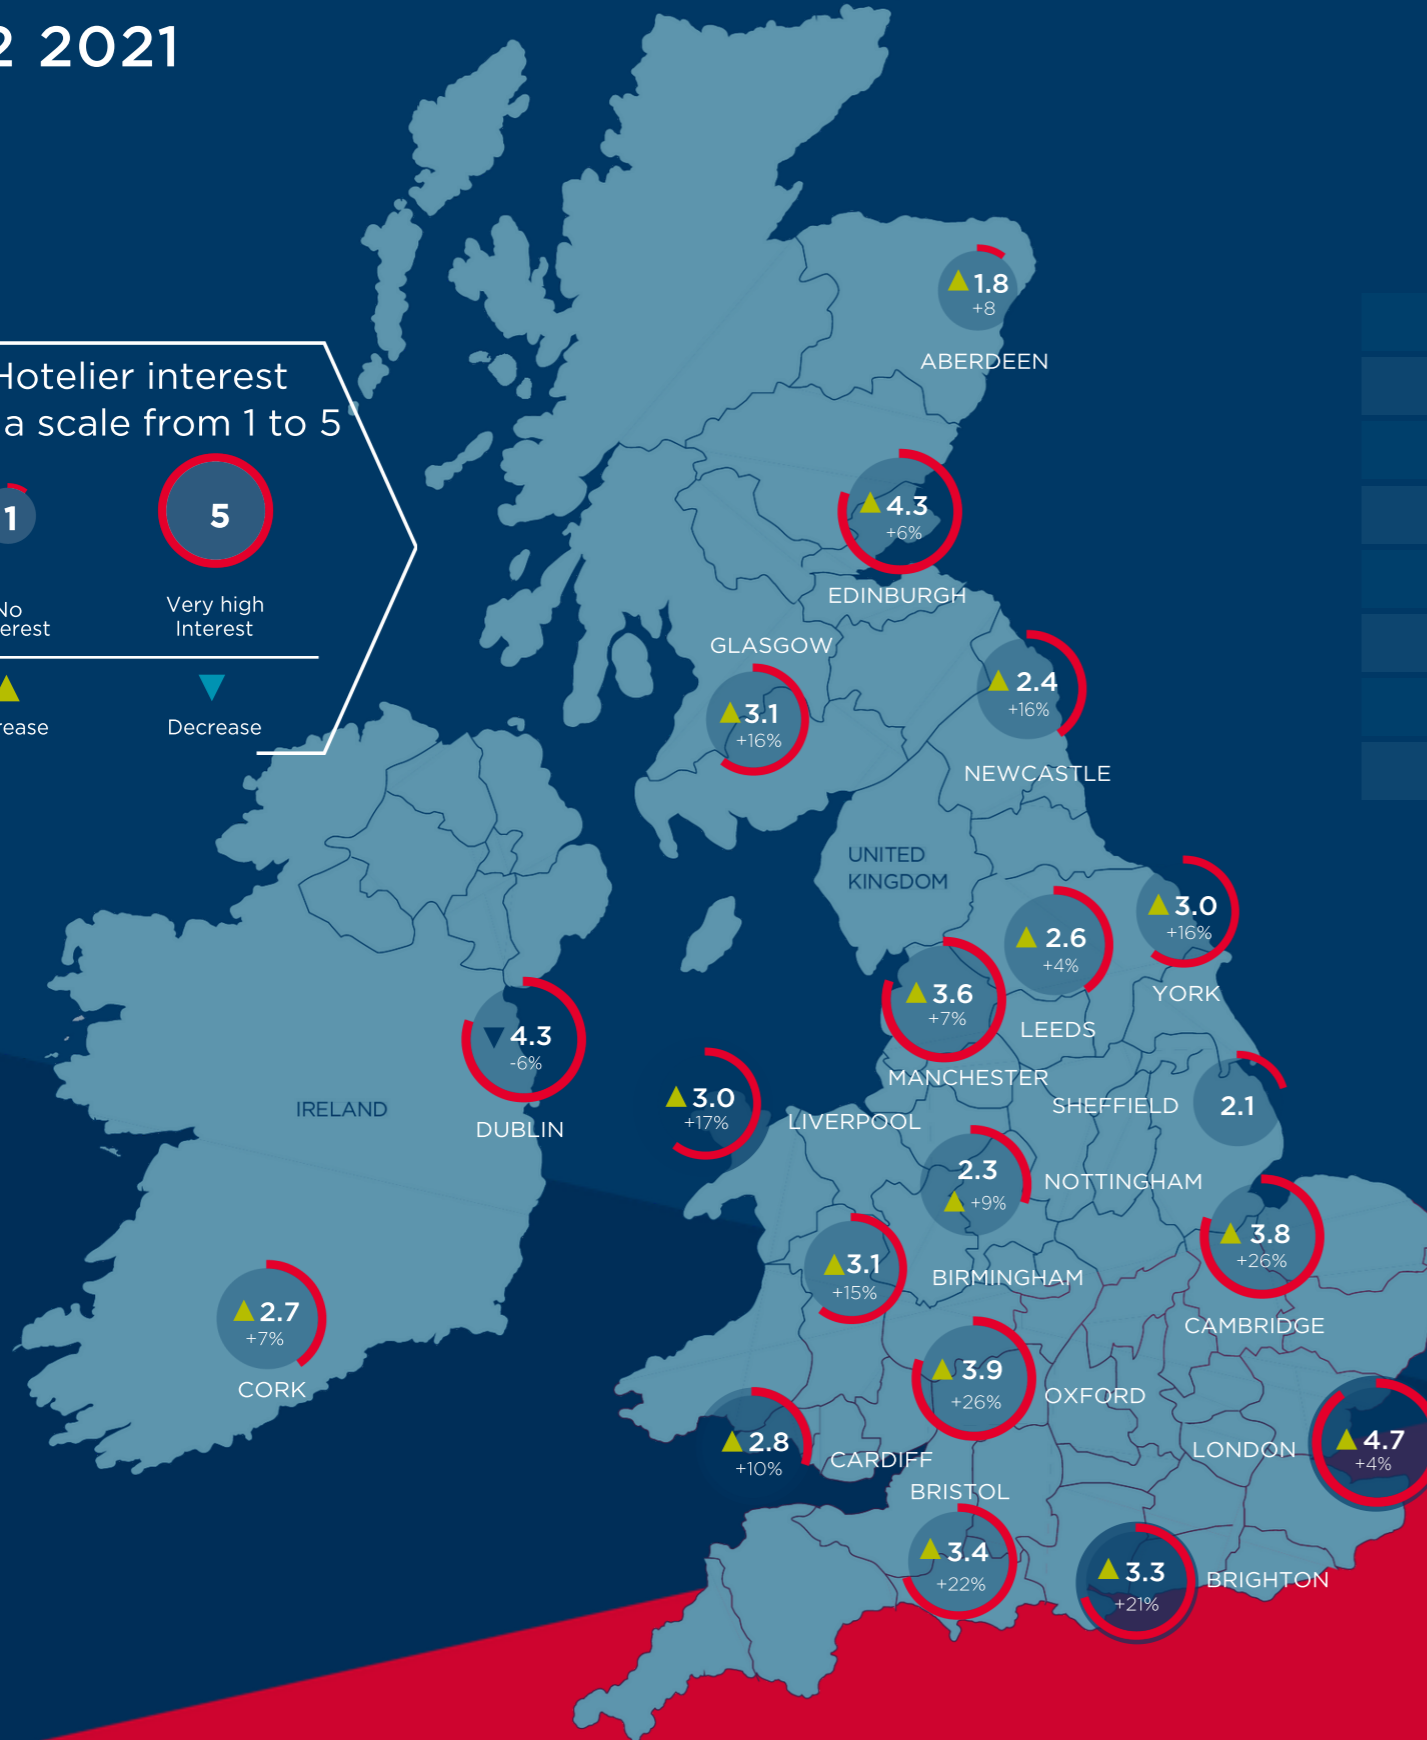 2 2021
Hotelier interest
a scale from 1 to 5
1
5
No
erest
Very high
Interest
rease
Decrease
1.8
+8
ABERDEEN
4.3
+6%
EDINBURGH
GLASGOW
3.1
+16%
2.4
+16%
NEWCASTLE
UNITED
KINGDOM
3.0
+16%
YORK
2.6
+4%
LEEDS
3.6
+7%
MANCHESTER
4.3
-6%
DUBLIN
IRELAND
3.0
+17%
LIVERPOOL
SHEFFIELD
2.1
2.3
+9%
NOTTINGHAM
3.8
+26%
CAMBRIDGE
3.1
+15%
BIRMINGHAM
2.7
+7%
CORK
3.9
+26%
OXFORD
2.8
+10%
CARDIFF
LONDON
4.7
+4%
BRISTOL
3.4
+22%
3.3
+21%
BRIGHTON